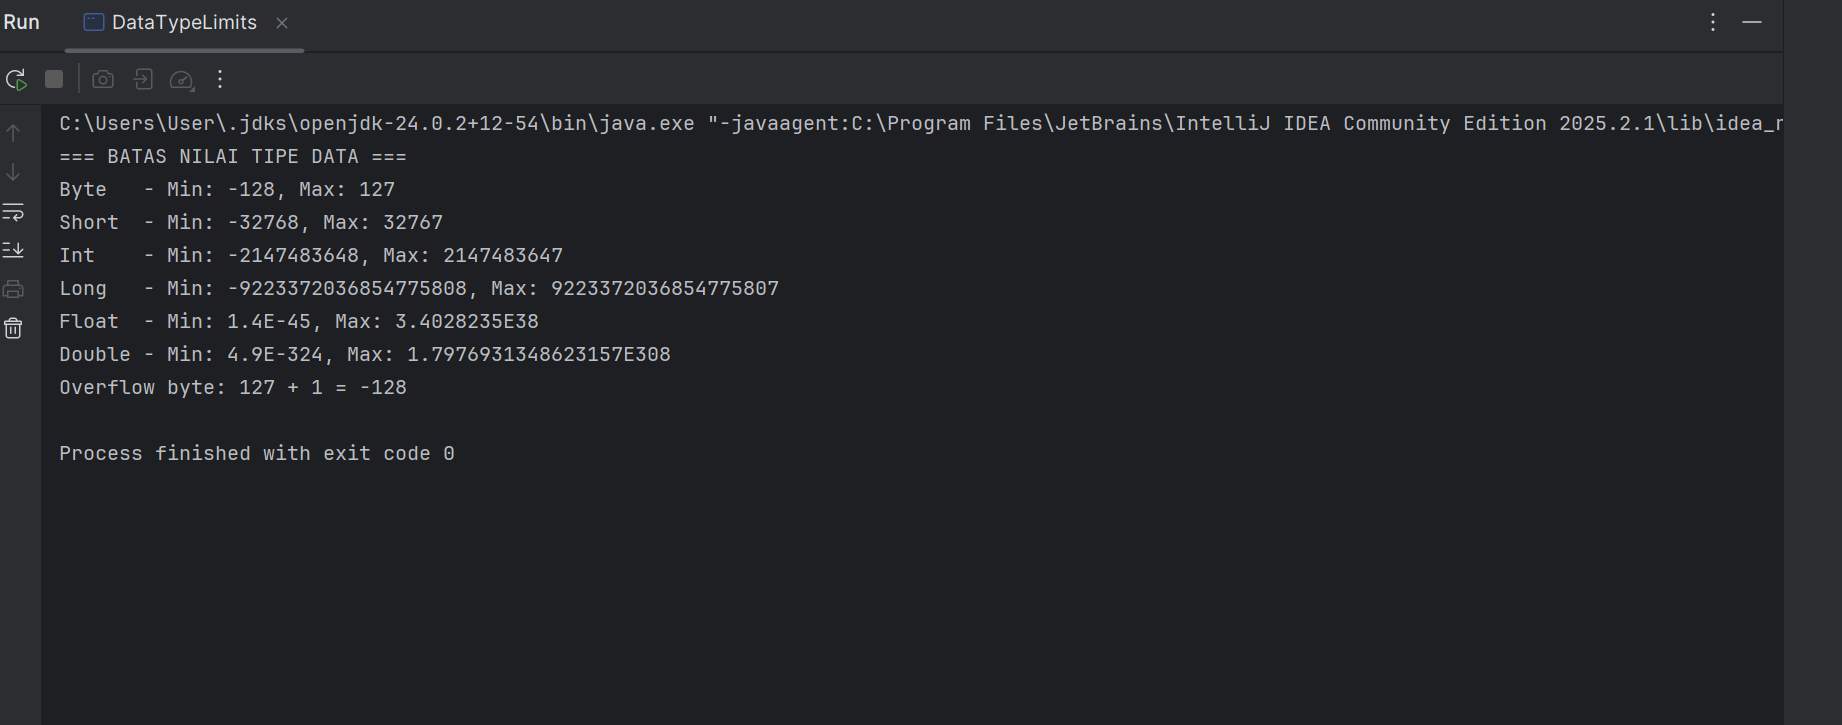 Run DataTypeLimits
C:\Users\User\.jdks\openjdk-24.0.2+12-54\bin\java.exe "-javaagent:C:\Program Files\JetBrains\IntelliJ IDEA Community Edition 2025.2.1\lib\idea_r
=== BATAS NILAI TIPE DATA ===
Byte   - Min: -128, Max: 127
Short  - Min: -32768, Max: 32767
Int    - Min: -2147483648, Max: 2147483647
Long   - Min: -9223372036854775808, Max: 9223372036854775807
Float  - Min: 1.4E-45, Max: 3.4028235E38
Double - Min: 4.9E-324, Max: 1.7976931348623157E308
Overflow byte: 127 + 1 = -128
Process finished with exit code 0